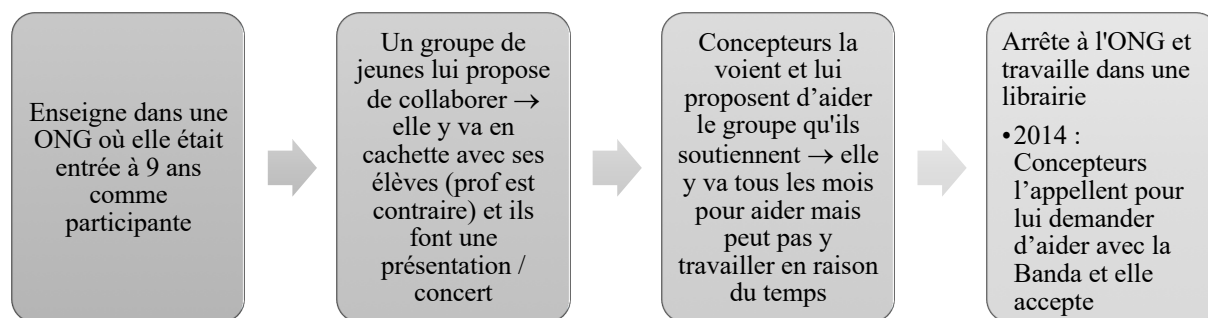 Enseigne dans une
ONG où elle était
entrée à 9 ans
comme
participante
Un groupe de
jeunes lui propose
de collaborer →
elle y va en
cachette avec ses
élèves (prof est
contraire) et ils
font une
présentation /
concert
Concepteurs la
voient et lui
proposent d’aider
le groupe qu'ils
soutiennent → elle
y va tous les mois
pour aider mais
peut pas y
travailler en raison
du temps
Arrête à l'ONG et
travaille dans une
librairie
•2014 :
Concepteurs
l’appellent pour
lui demander
d’aider avec la
Banda et elle
accepte